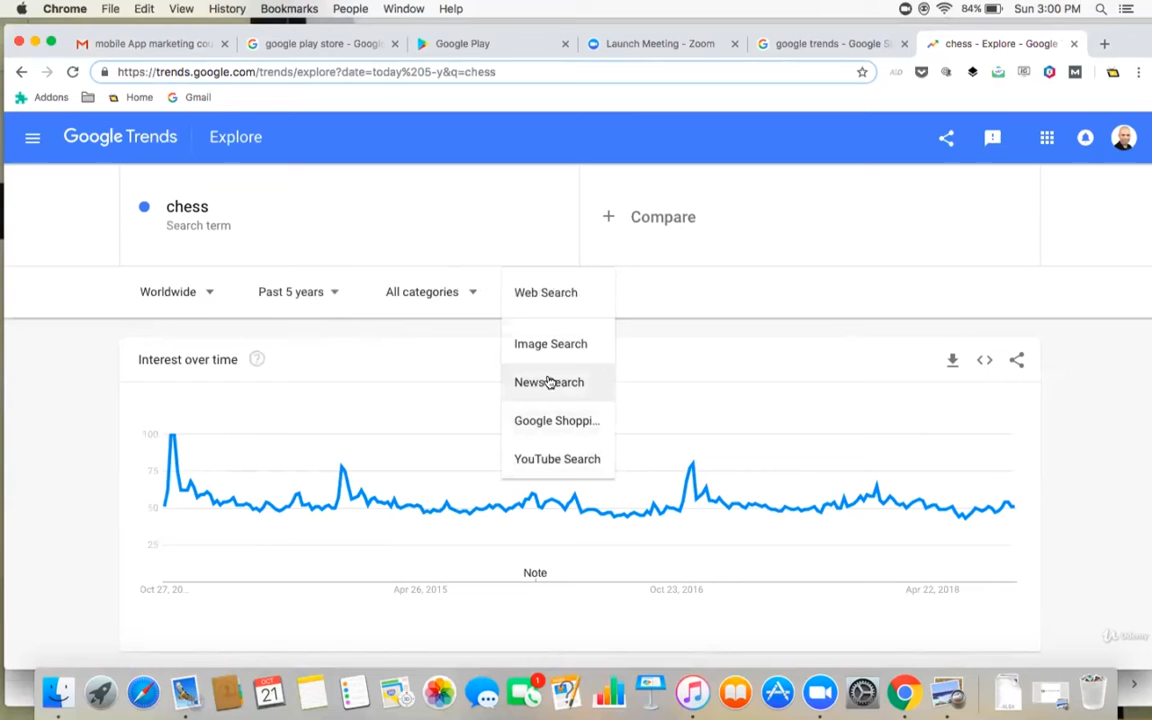 Chrome File Edit View History Bookmarks People Window Help 84% Sun 3:00 PM
mobile App marketing cou google play store - Googl Google Play Launch Meeting - Zoom google trends - Google S chess - Explore - Google
https://trends.google.com/trends/explore?date=today%205-y&q=chess
Addons Home Gmail
Google Trends Explore
chess
Search term
+ Compare
Worldwide Past 5 years All categories Web Search
Image Search
News Search
Google Shoppi...
YouTube Search
Interest over time
100
75
50
25
Note
Oct 27, 20... Apr 26, 2015 Oct 23, 2016 Apr 22, 2018
Udemy
OCT
21
1